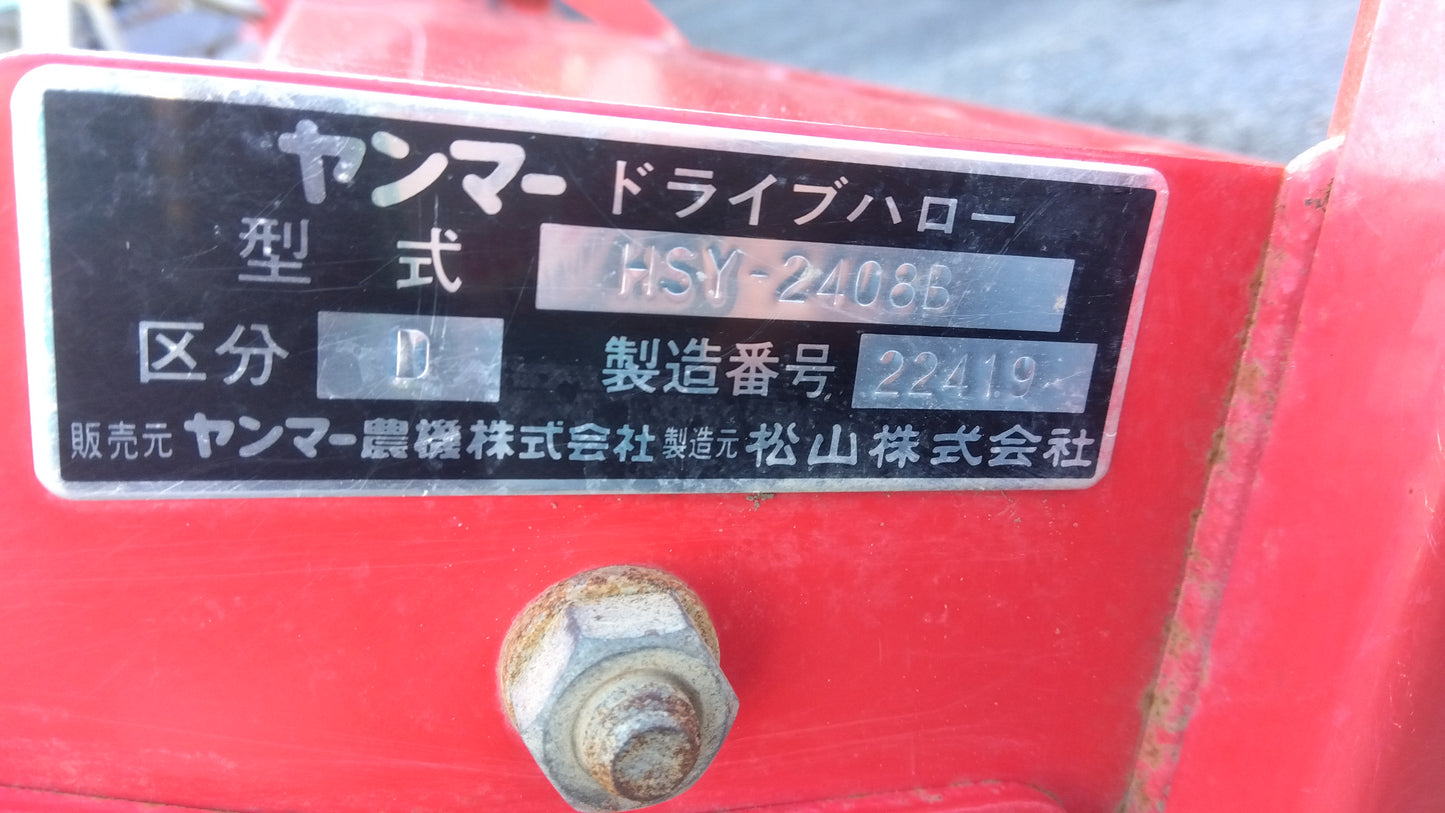 ヤンマー ドライブハロー
型式 HSY-2408B
区分 D 製造番号 22419
販売元 ヤンマー農機株式会社 製造元 松山株式会社